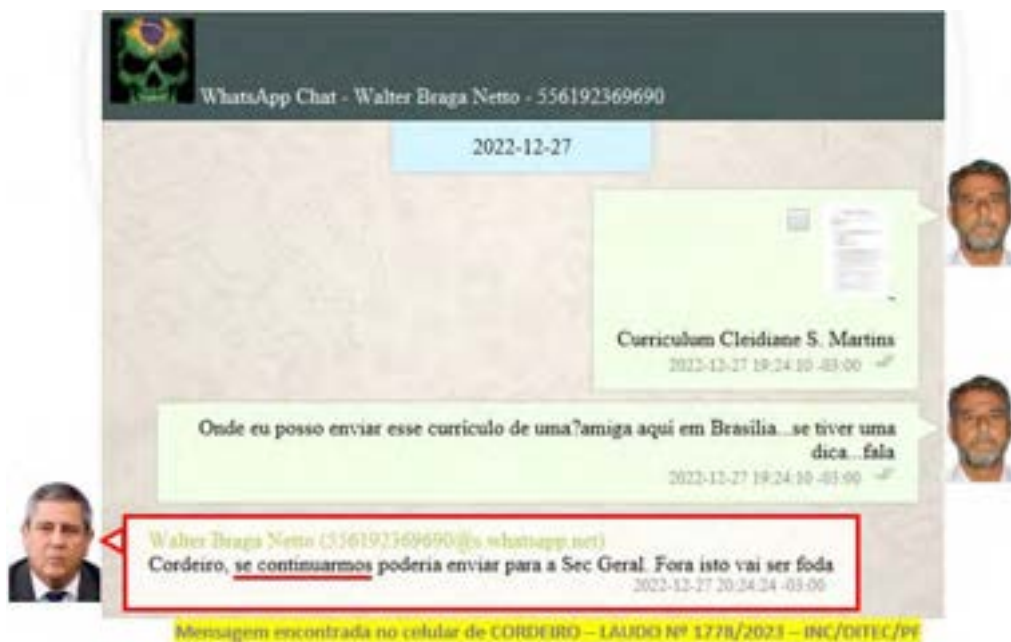 WhatsApp Chat - Walter Braga Netto - 556192369690
2022-12-27
Curriculum Cleidiane S. Martins
2022-12-27 19:24:10 -03:00
Onde eu posso enviar esse currículo de uma?amiga aqui em Brasília...se tiver uma
dica...fala
2022-12-27 19:24:10 -03:00
Walter Braga Netto (556192369690@s.whatsapp.net)
Cordeiro, se continuarmos poderia enviar para a Sec Geral. Fora isto vai ser foda
2022-12-27 20:24:24 -03:00
Mensagem encontrada no celular de CORDEIRO – LAUDO Nº 1778/2023 – INC/DITEC/PF